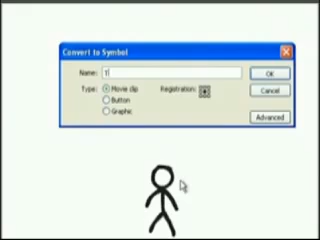 Convert to Symbol
Name: T
OK
Type: Movie clip Registration:
Cancel
Button
Graphic
Advanced